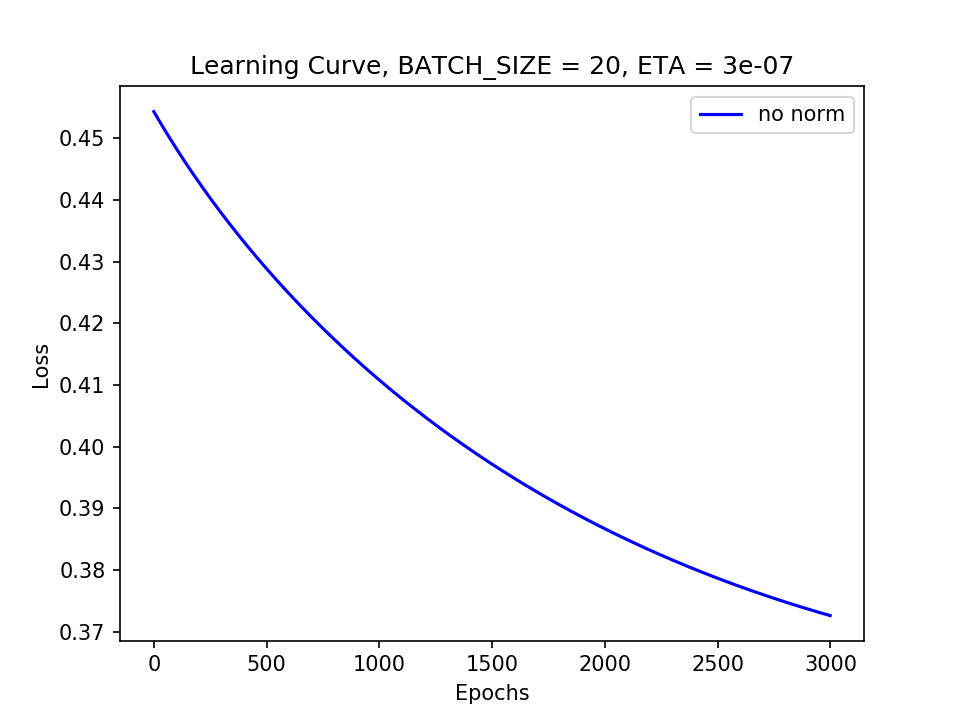 Learning Curve, BATCH_SIZE = 20, ETA = 3e-07
no norm
0.45
0.44
0.43
0.42
0.41
0.40
0.39
0.38
0.37
Loss
0 500 1000 1500 2000 2500 3000
Epochs